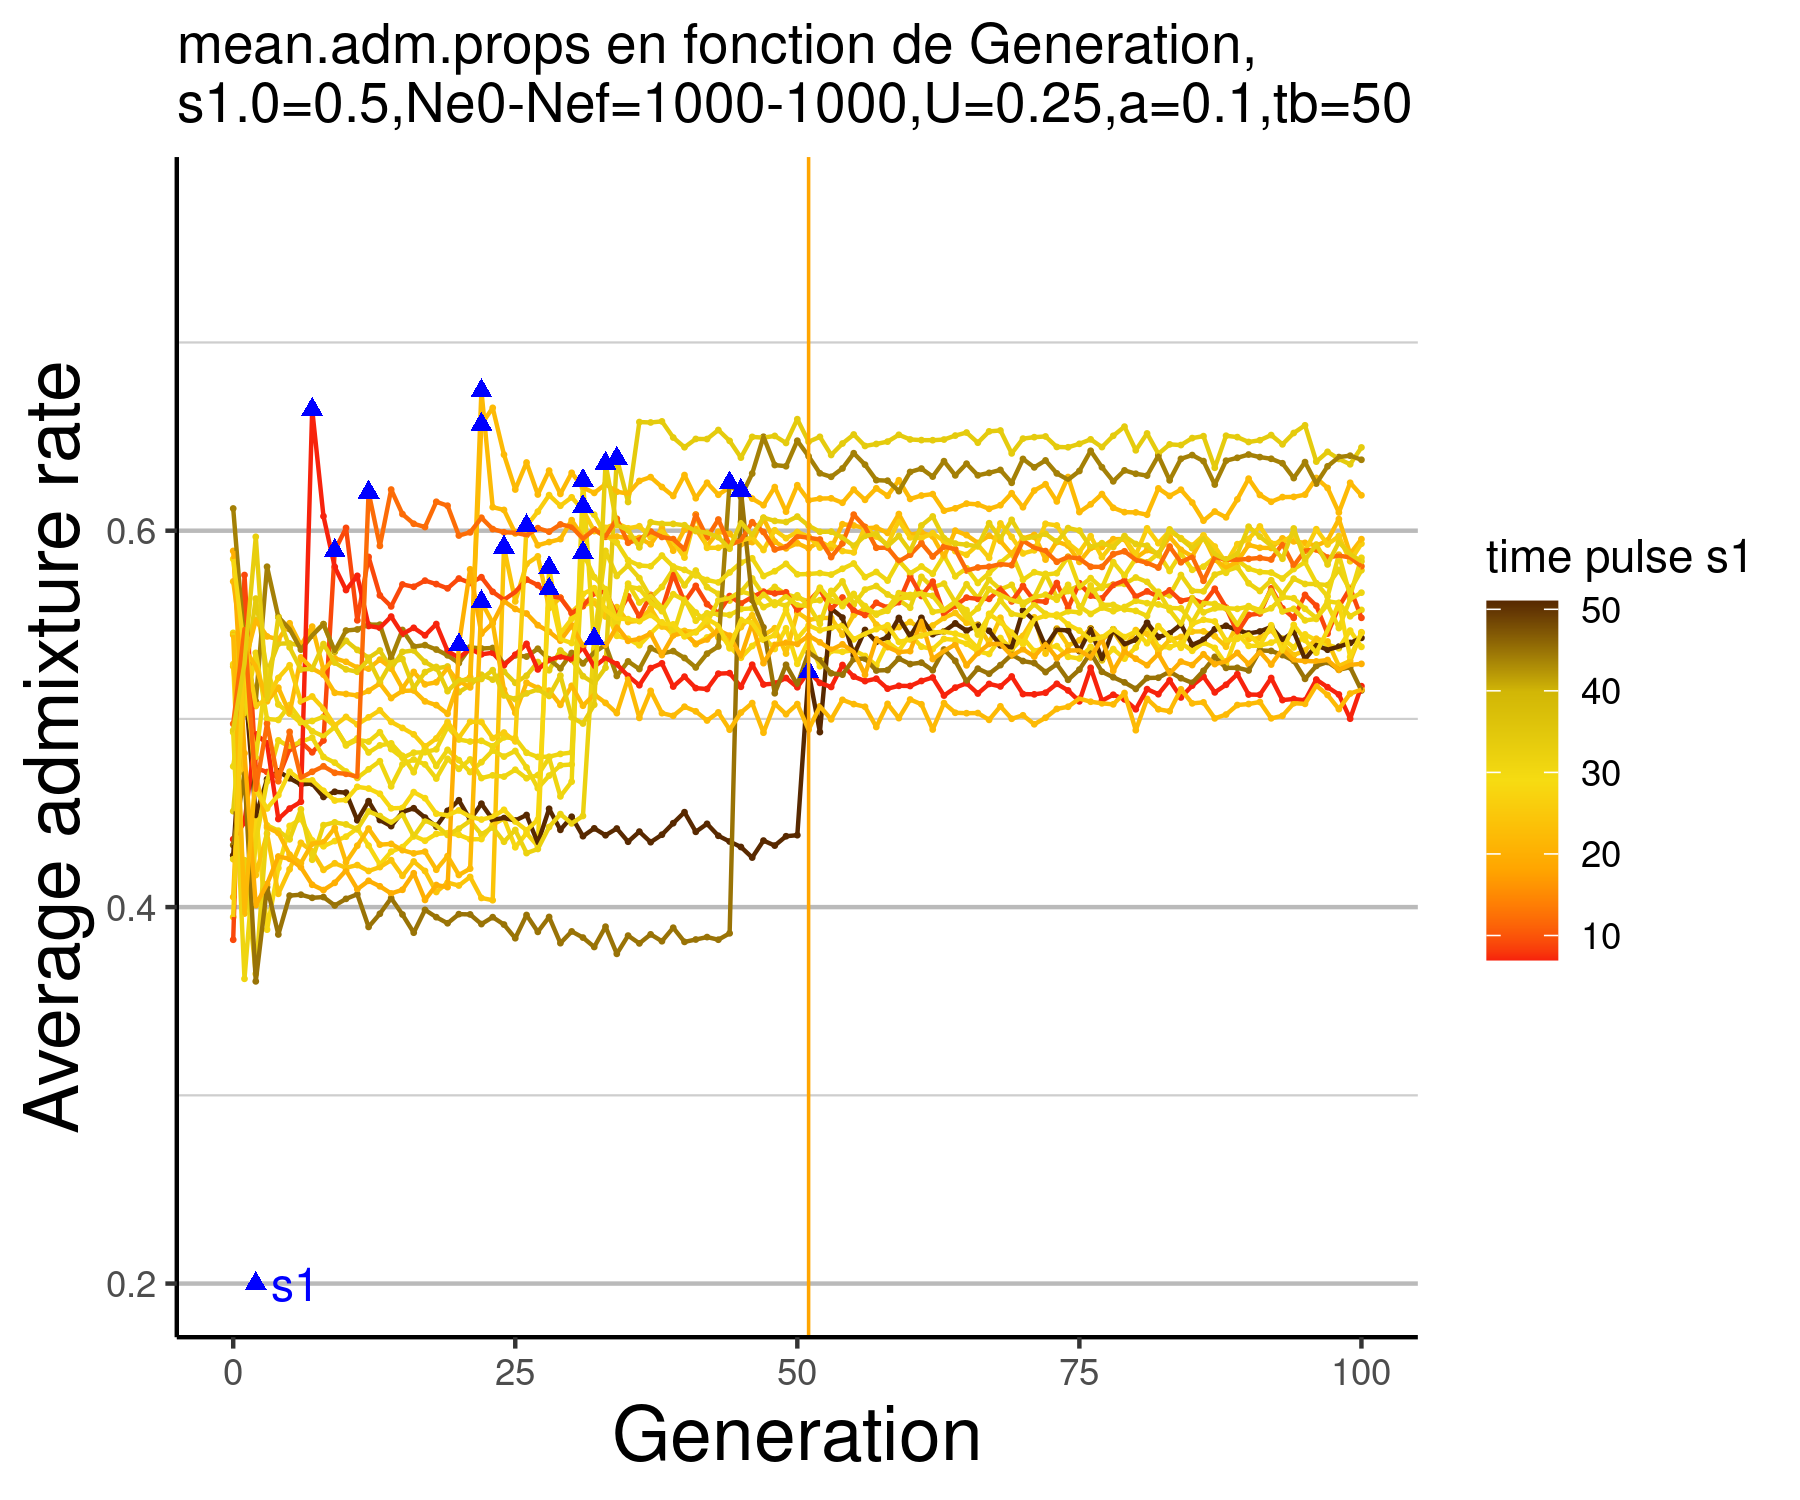 mean.adm.props en fonction de Generation,
s1.0=0.5,Ne0-Nef=1000-1000,U=0.25,a=0.1,tb=50
Average admixture rate
0.6
0.4
0.2
s1
0 25 50 75 100
Generation
time pulse s1
50
40
30
20
10